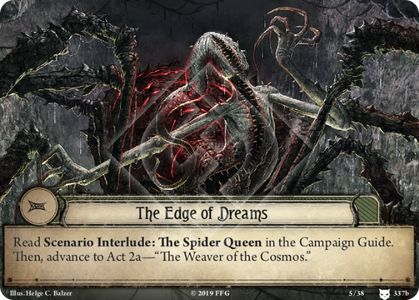 The Edge of Dreams
Read Scenario Interlude: The Spider Queen in the Campaign Guide.
Then, advance to Act 2a—“The Weaver of the Cosmos.”
Illus. Helge C. Balzer
© 2019 FFG
5/38
337b